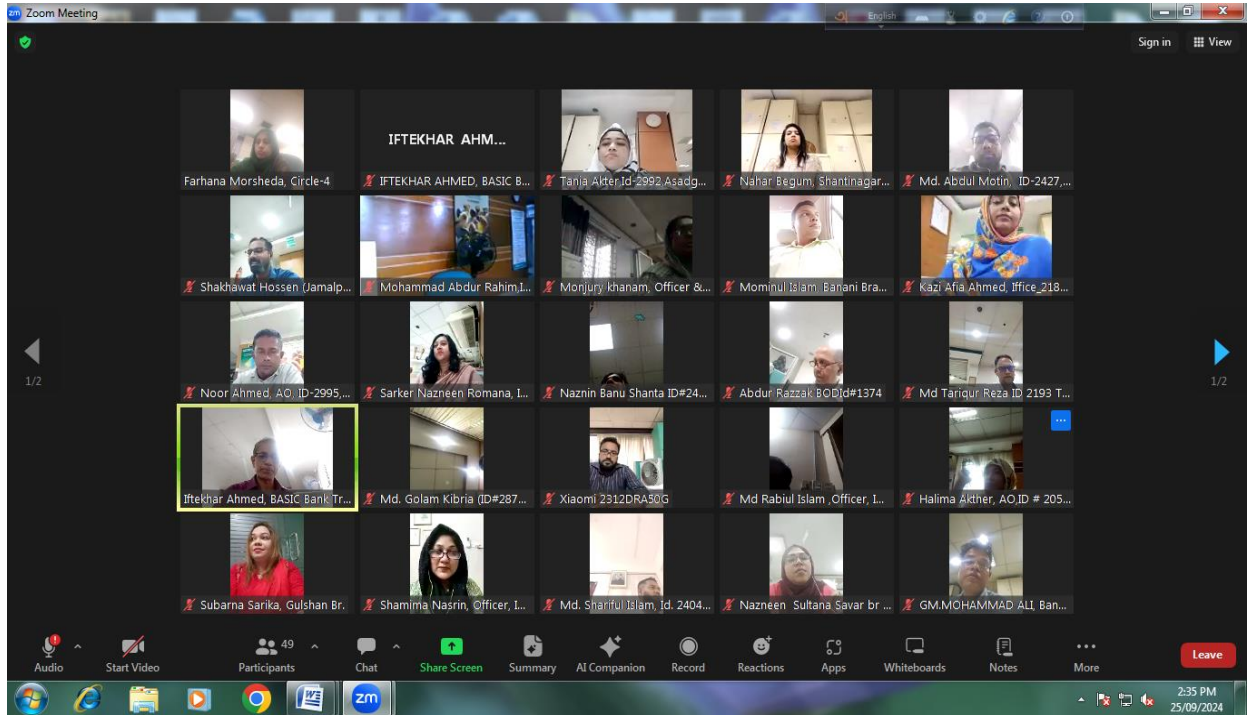 Zoom Meeting
English
Sign in View
IFTEKHAR AHM...
Farhana Morsheda, Circle-4
IFTEKHAR AHMED, BASIC B...
Tania Akter Id-2992 Asadg...
Nahar Begum, Shantinagar...
Md. Abdul Motin, ID-2427,...
Shakhawat Hossen (Jamalp...
Mohammad Abdur Rahim,I...
Monjury khanam, Officer &...
Mominul Islam Banani Bra...
Kazi Afia Ahmed, Iffice_218...
1/2
1/2
Noor Ahmed, AO, ID-2995,...
Sarker Nazneen Romana, I...
Naznin Banu Shanta ID#24...
Abdur Razzak BODId#1374
Md Tariqur Reza ID 2193 T...
Iftekhar Ahmed, BASIC Bank Tr...
Md. Golam Kibria (ID#287...
Xiaomi 2312DRA50G
Md Rabiul Islam ,Officer, I...
Halima Akther, AO,ID # 205...
Subarna Sarika, Gulshan Br.
Shamima Nasrin, Officer, I...
Md. Shariful Islam, Id. 2404...
Nazneen Sultana Savar br ...
GM.MOHAMMAD ALI, Ban...
49
Audio Start Video Participants Chat Share Screen Summary AI Companion Record Reactions Apps Whiteboards Notes More Leave
zm
2:35 PM
25/09/2024